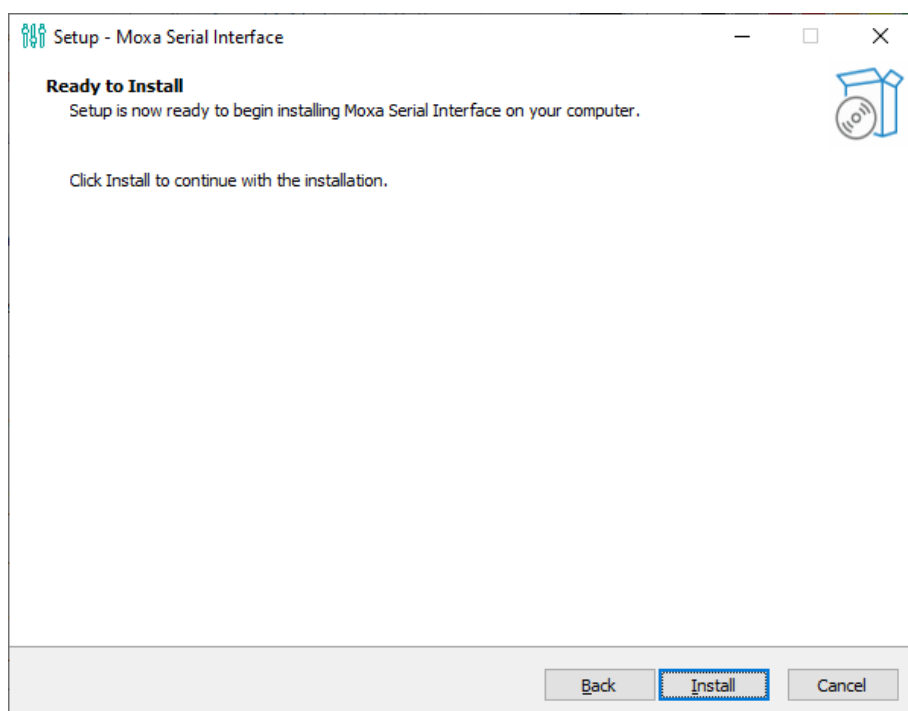 Setup - Moxa Serial Interface
Ready to Install
Setup is now ready to begin installing Moxa Serial Interface on your computer.
Click Install to continue with the installation.
Back
Install
Cancel